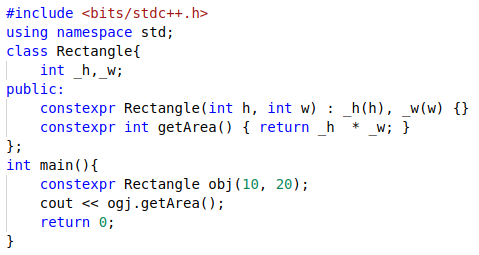 #include <bits/stdc++.h>
using namespace std;
class Rectangle{
    int _h,_w;
public:
    constexpr Rectangle(int h, int w) : _h(h), _w(w) {}
    constexpr int getArea() { return _h  * _w; }
};
int main(){
    constexpr Rectangle obj(10, 20);
    cout << ogj.getArea();
    return 0;
}